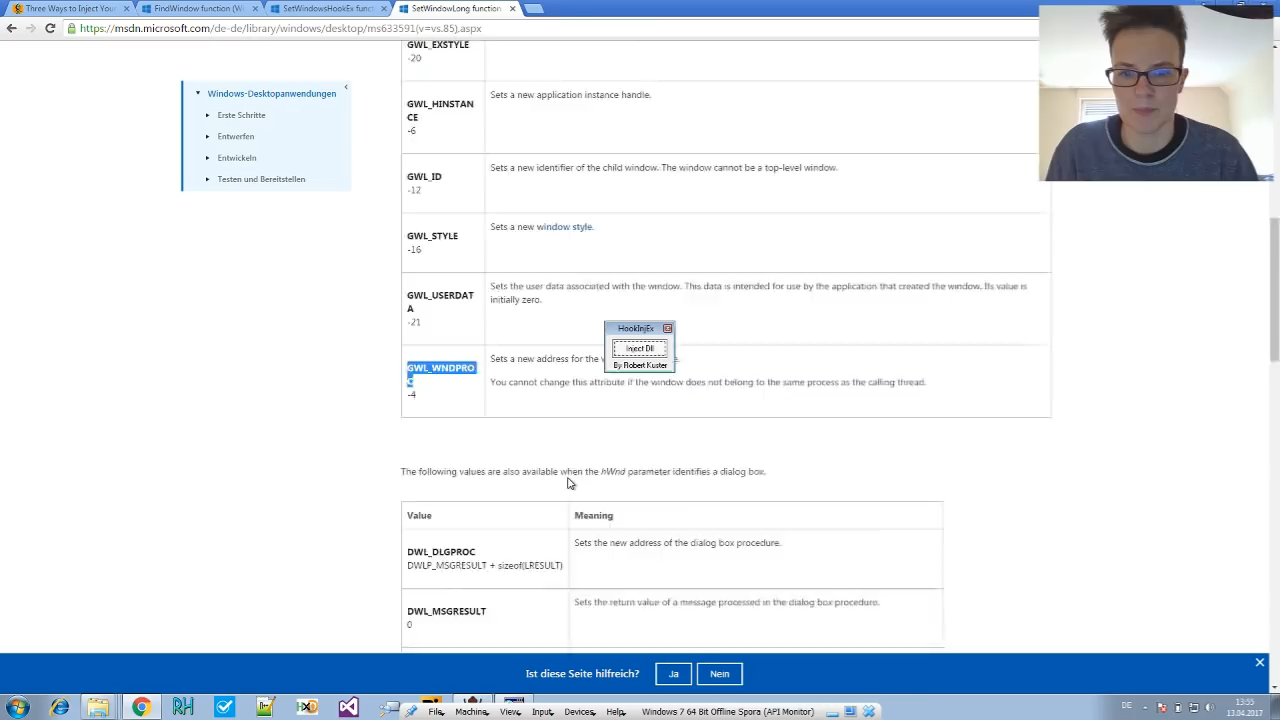 Three Ways to Inject Your
FindWindow function (Wi
SetWindowsHookEx func
SetWindowLong function
https://msdn.microsoft.com/de-de/library/windows/desktop/ms633591(v=vs.85).aspx
Windows-Desktopanwendungen
Erste Schritte
Entwerfen
Entwickeln
Testen und Bereitstellen
GWL_EXSTYLE
-20
GWL_HINSTAN
CE
-6
Sets a new application instance handle.
GWL_ID
-12
Sets a new identifier of the child window. The window cannot be a top-level window.
GWL_STYLE
-16
Sets a new window style.
GWL_USERDAT
A
-21
Sets the user data associated with the window. This data is intended for use by the application that created the window. Its value is
initially zero.
HookInjEx
Inject Dll
By Robert Kuster
GWL_WNDPRO
C
-4
Sets a new address for the
You cannot change this attribute if the window does not belong to the same process as the calling thread.
The following values are also available when the hWnd parameter identifies a dialog box.
Value
Meaning
DWL_DLGPROC
DWLP_MSGRESULT + sizeof(LRESULT)
Sets the new address of the dialog box procedure.
DWL_MSGRESULT
0
Sets the return value of a message processed in the dialog box procedure.
Ist diese Seite hilfreich?
Ja
Nein
File
Machine
View
Input
Devices
Help
Windows 7 64 Bit Offline Spora (API Monitor)
DE
13:55
13.04.2017